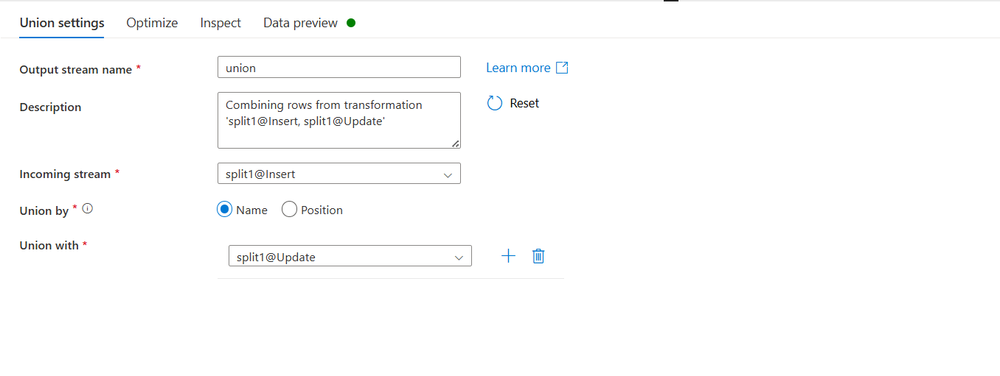 Union settings Optimize Inspect Data preview
Output stream name * union Learn more
Description Combining rows from transformation 'split1@Insert, split1@Update' Reset
Incoming stream * split1@Insert
Union by * Name Position
Union with * split1@Update